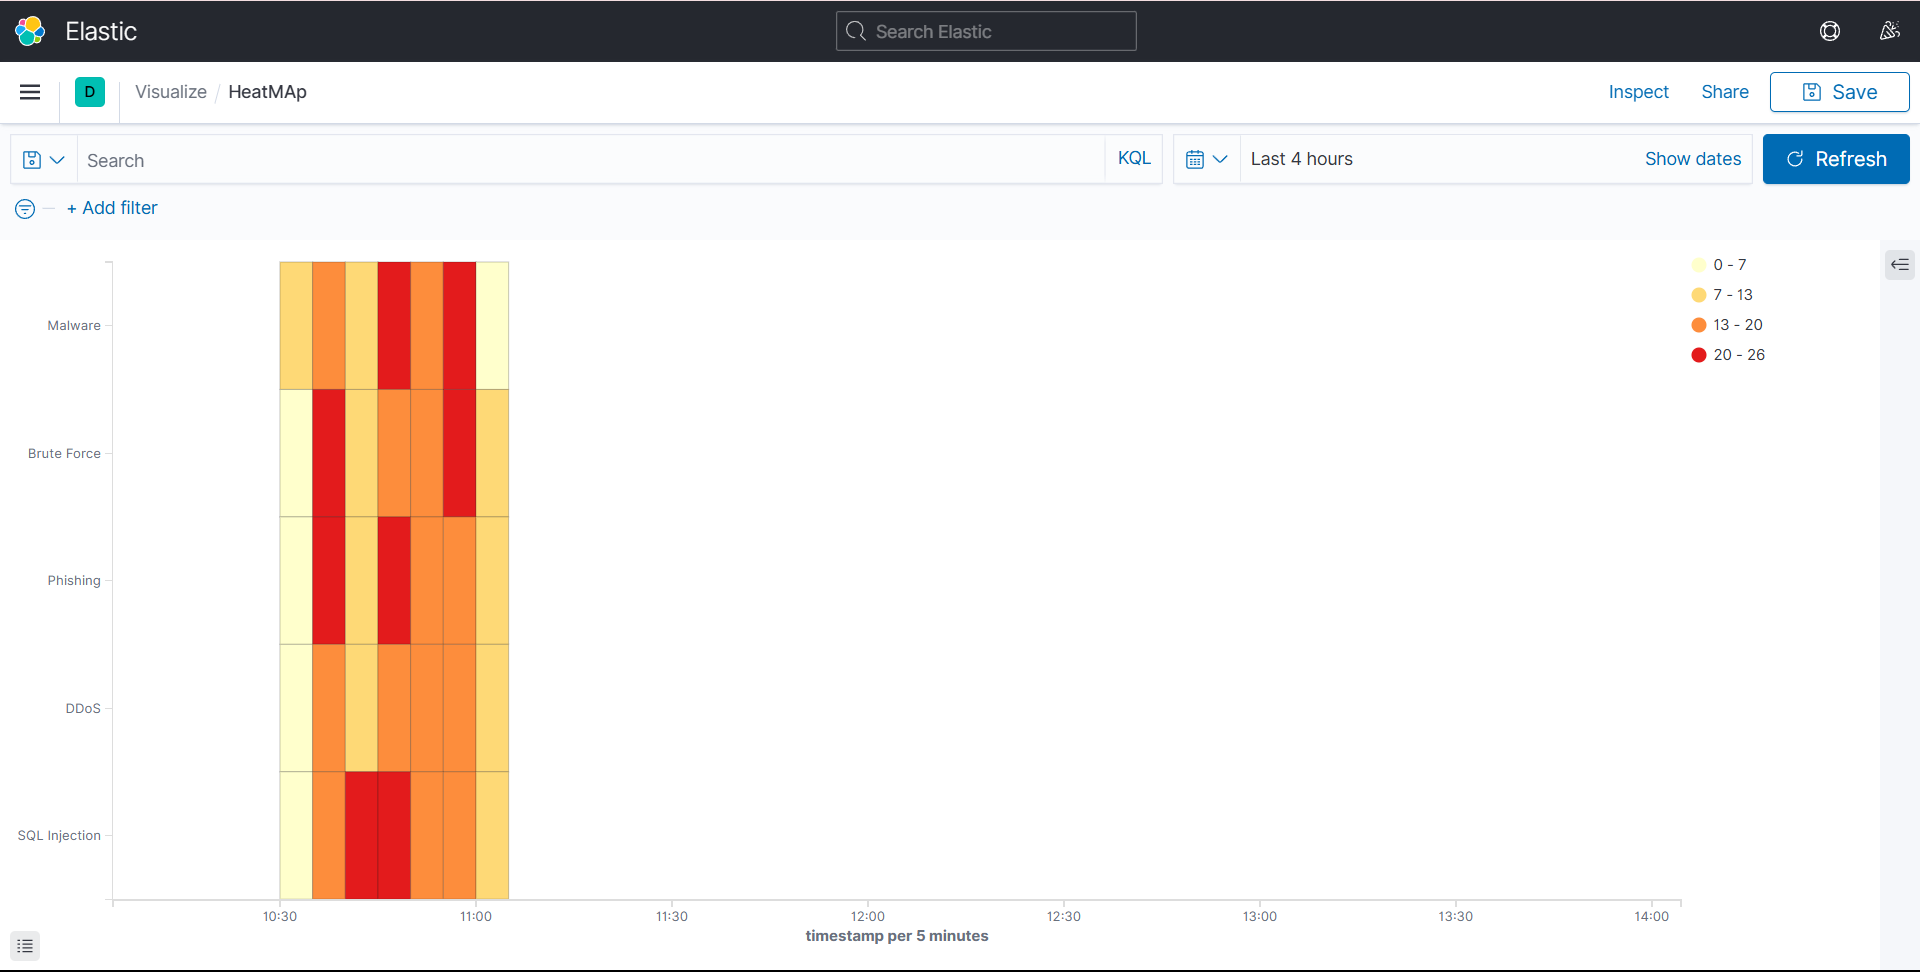 Elastic
Search Elastic
D
Visualize / HeatMAp
Inspect
Share
Save
Search
KQL
Last 4 hours
Show dates
Refresh
+ Add filter
0 - 7
7 - 13
13 - 20
20 - 26
Malware
Brute Force
Phishing
DDoS
SQL Injection
10:30 11:00 11:30 12:00 12:30 13:00 13:30 14:00
timestamp per 5 minutes